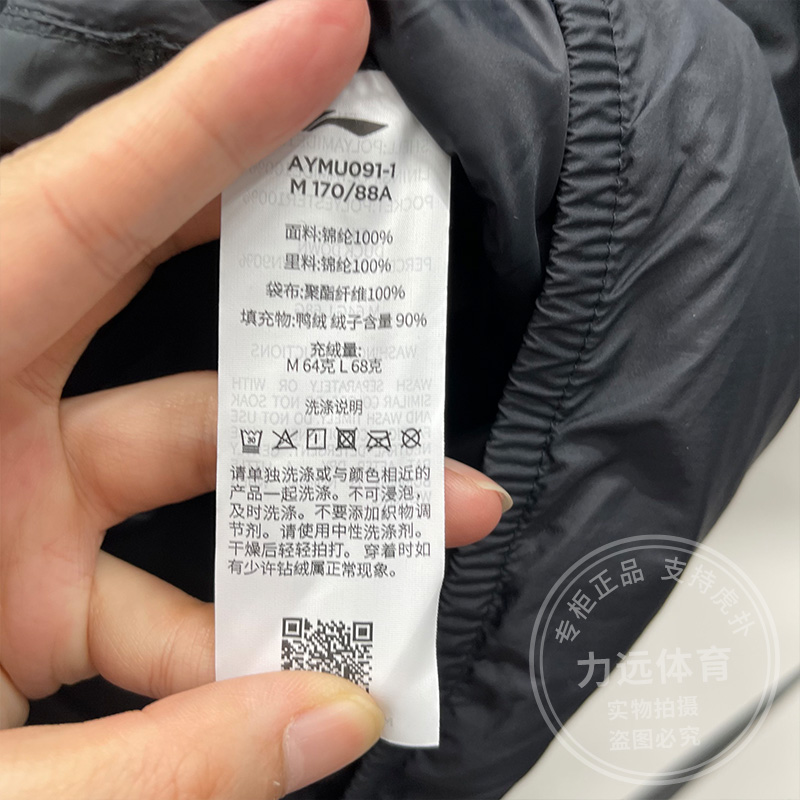 AYMU091-1
M 170/88A
面料:锦纶100%
里料:锦纶100%
袋布:聚酯纤维100%
填充物:鸭绒 绒子含量 90%
充绒量:
M 64克 L 68克
洗涤说明
请单独洗涤或与颜色相近的
产品一起洗涤。不可浸泡,
及时洗涤。不要添加织物调
节剂。请使用中性洗涤剂。
干燥后轻轻拍打。穿着时如
有少许钻绒属正常现象。
专柜正品 支持虎扑
力远体育
实物拍摄
盗图必究